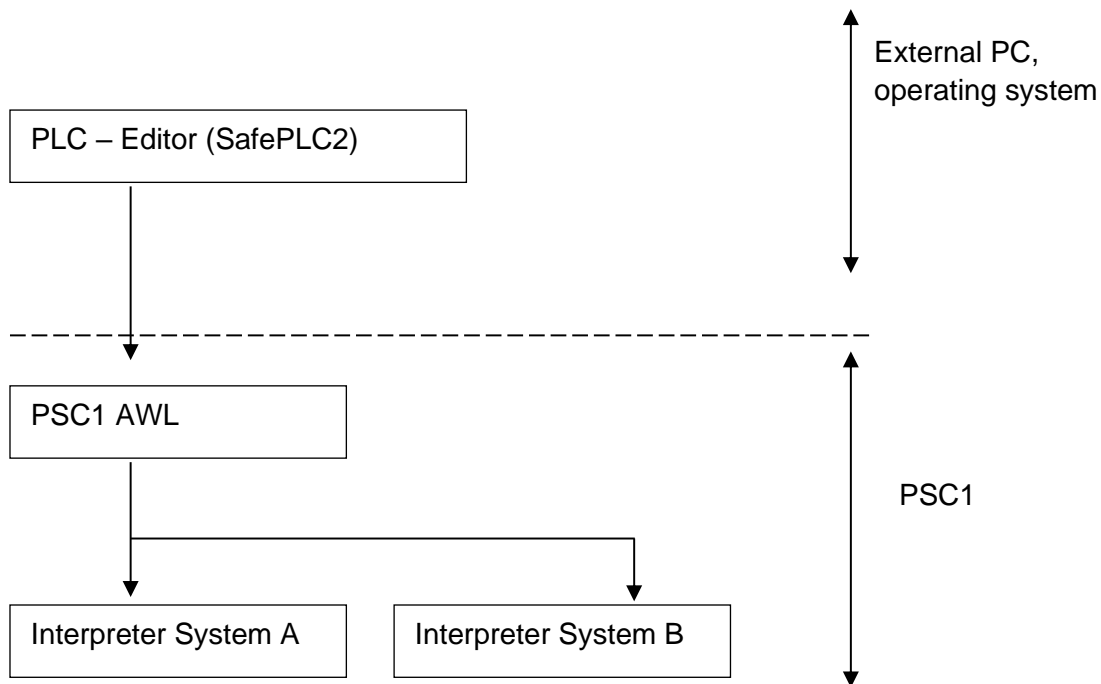 External PC,
operating system
PLC – Editor (SafePLC2)
PSC1 AWL
PSC1
Interpreter System A
Interpreter System B